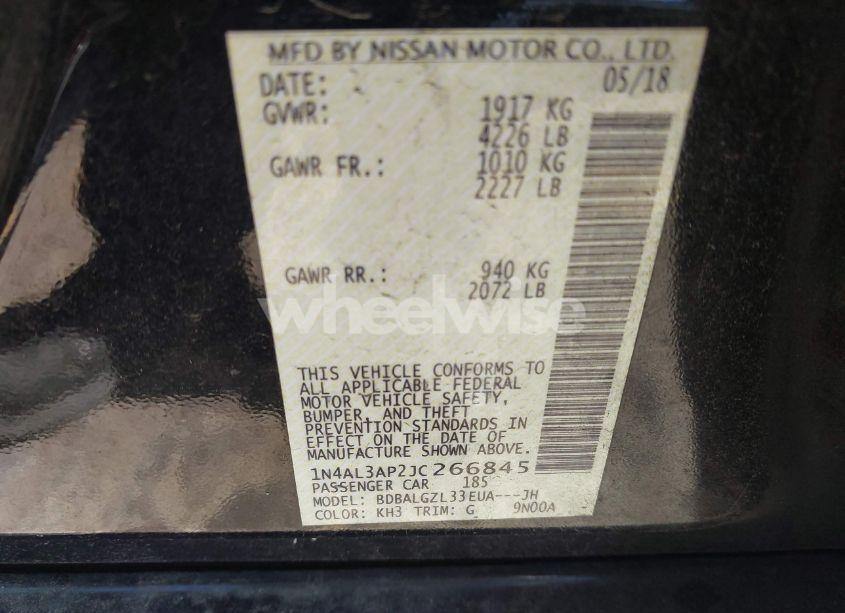 MFD BY NISSAN MOTOR CO., LTD.
DATE: 05/18
GVWR: 1917 KG
4226 LB
GAWR FR.: 1010 KG
2227 LB
GAWR RR.: 940 KG
2072 LB
wheelwise
THIS VEHICLE CONFORMS TO
ALL APPLICABLE FEDERAL
MOTOR VEHICLE SAFETY,
BUMPER, AND THEFT
PREVENTION STANDARDS IN
EFFECT ON THE DATE OF
MANUFACTURE SHOWN ABOVE.
1N4AL3AP2JC266845
PASSENGER CAR 185
MODEL: BDBALGZL33EUA---JH
COLOR: KH3 TRIM: G 9N00A